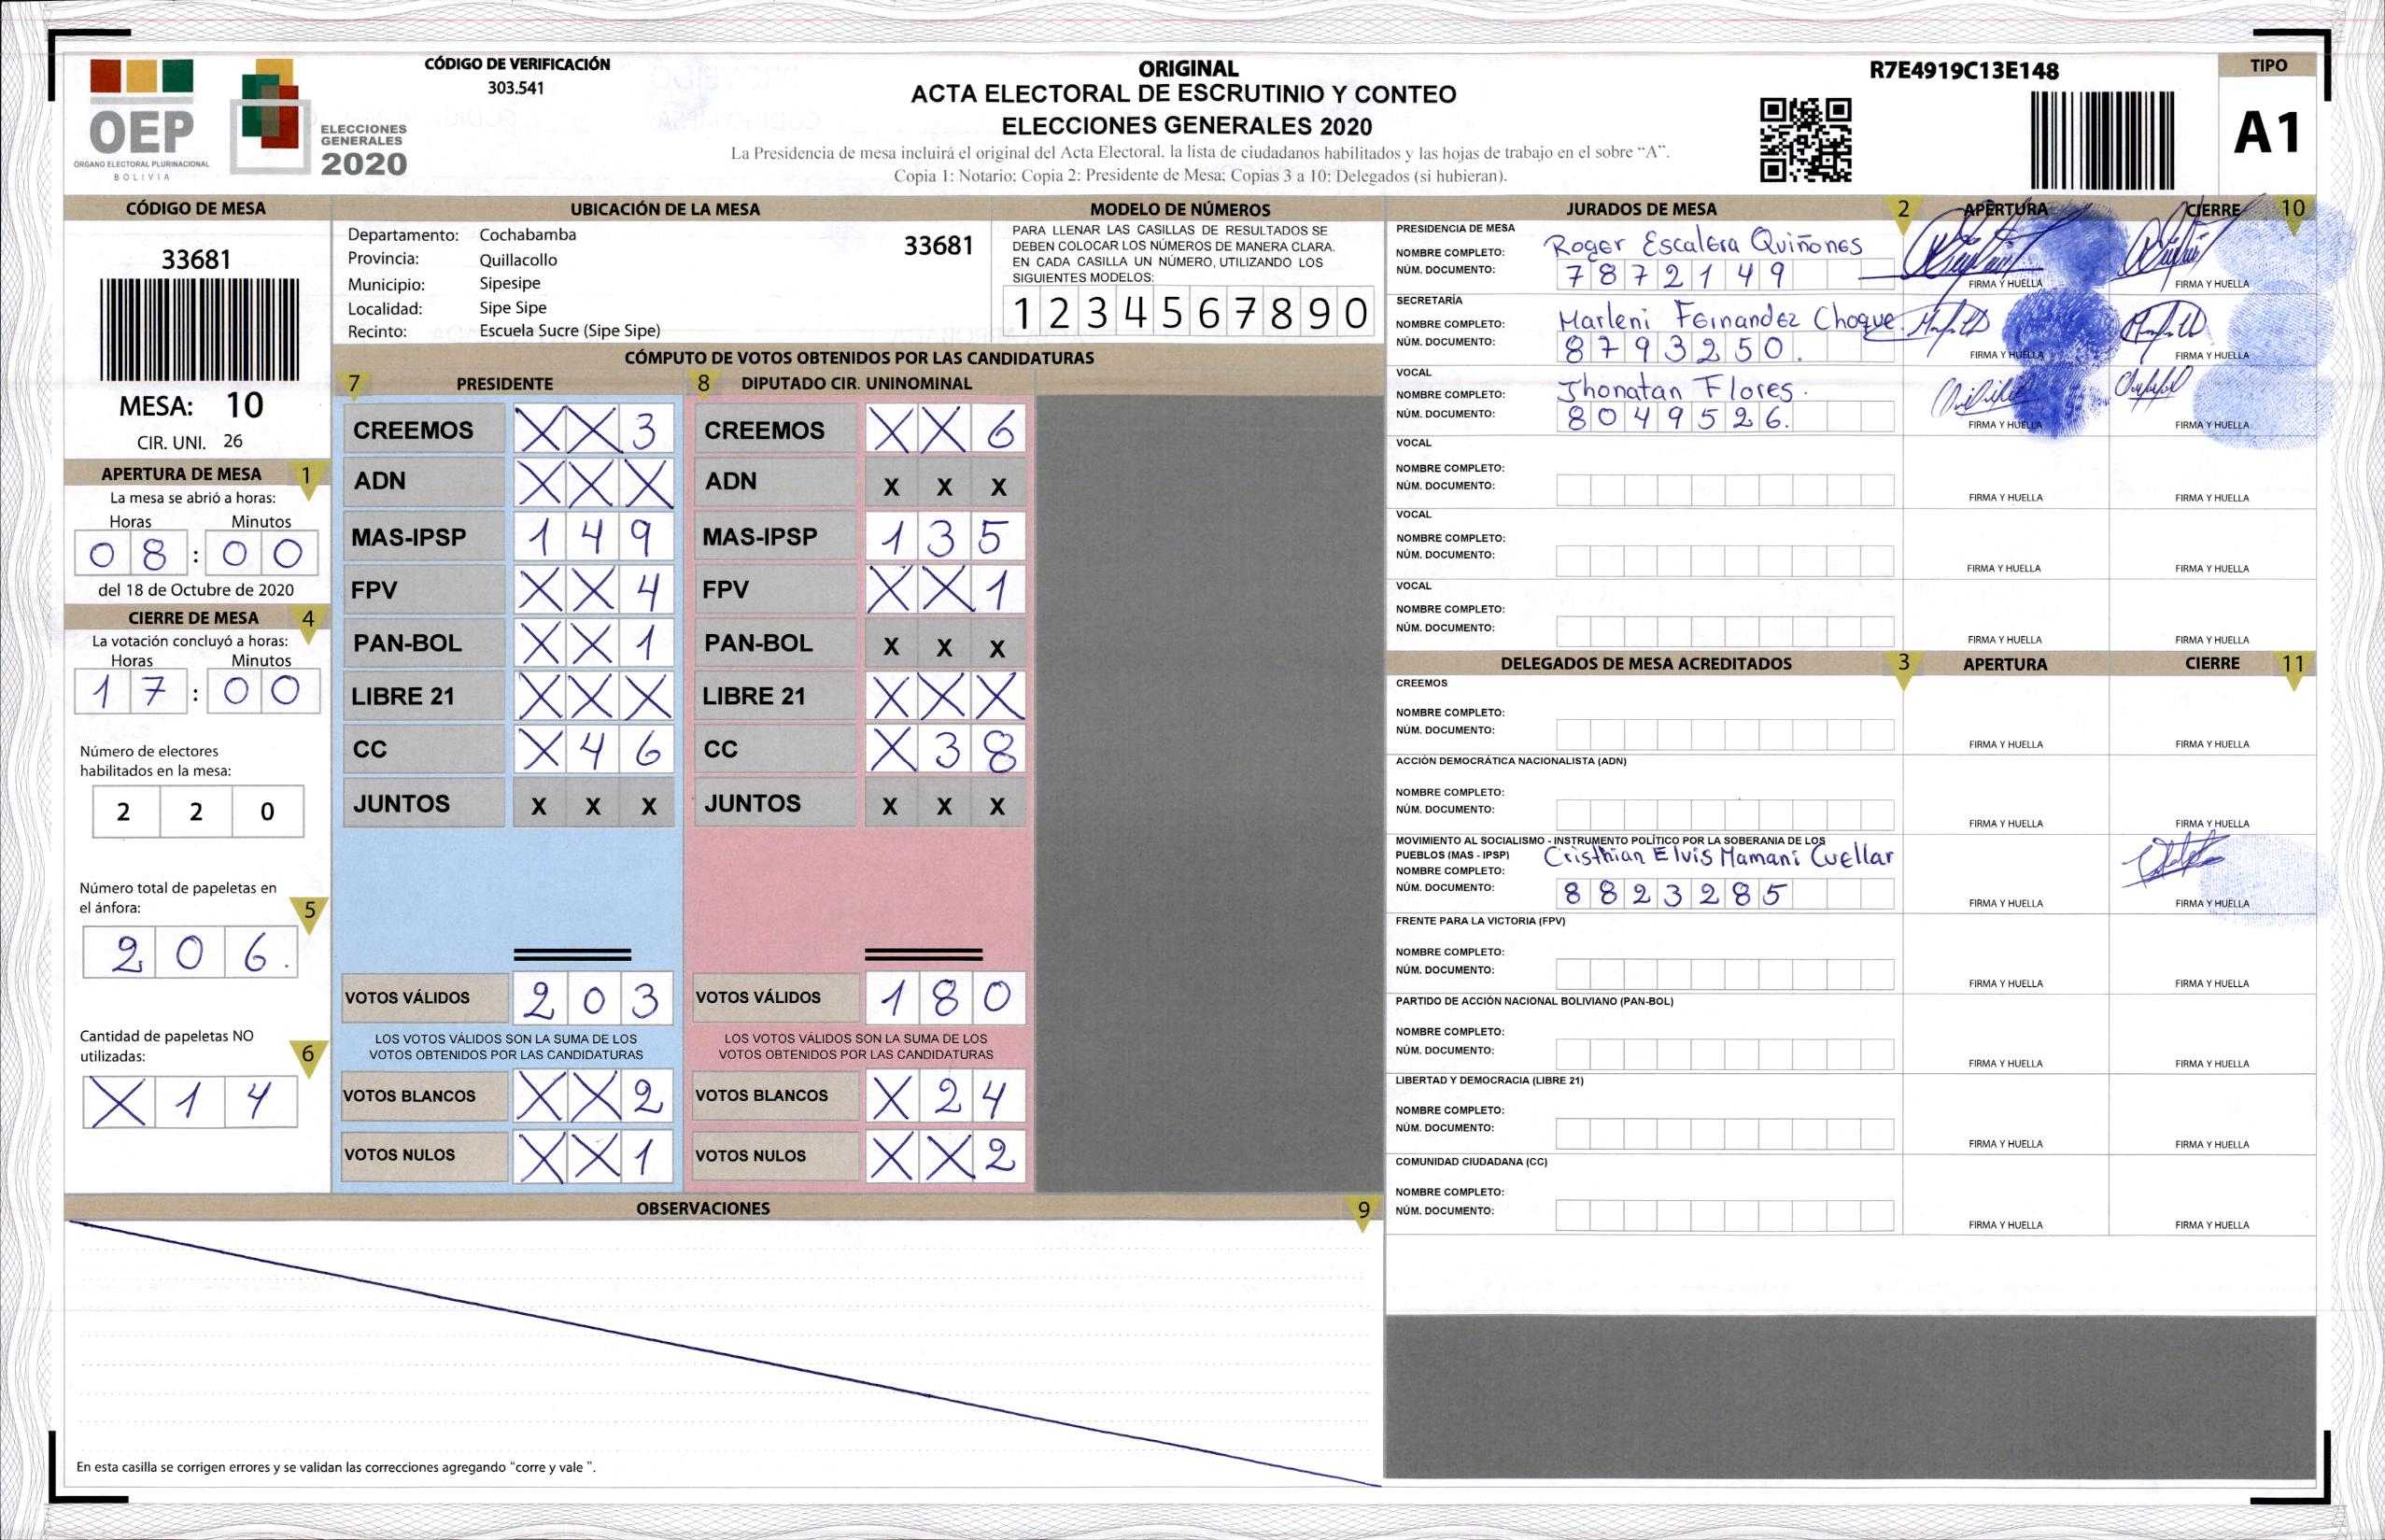 CÓDIGO DE VERIFICACIÓN
303.541
OEP
ÓRGANO ELECTORAL PLURINACIONAL
BOLIVIA
ELECCIONES
GENERALES
2020
ORIGINAL
ACTA ELECTORAL DE ESCRUTINIO Y CONTEO
ELECCIONES GENERALES 2020
La Presidencia de mesa incluirá el original del Acta Electoral, la lista de ciudadanos habilitados y las hojas de trabajo en el sobre "A".
Copia 1: Notario; Copia 2: Presidente de Mesa; Copias 3 a 10: Delegados (si hubieran).
R7E4919C13E148
TIPO
A1
CÓDIGO DE MESA
33681
MESA: 10
CIR. UNI. 26
APERTURA DE MESA 1
La mesa se abrió a horas:
Horas Minutos
0 8 : 0 0
del 18 de Octubre de 2020
CIERRE DE MESA 4
La votación concluyó a horas:
Horas Minutos
1 7 : 0 0
Número de electores
habilitados en la mesa:
2 2 0
Número total de papeletas en
el ánfora: 5
2 0 6.
Cantidad de papeletas NO
utilizadas: 6
X 1 4
UBICACIÓN DE LA MESA
Departamento: Cochabamba
33681
Provincia: Quillacollo
Municipio: Sipesipe
Localidad: Sipe Sipe
Recinto: Escuela Sucre (Sipe Sipe)
MODELO DE NÚMEROS
PARA LLENAR LAS CASILLAS DE RESULTADOS SE
DEBEN COLOCAR LOS NÚMEROS DE MANERA CLARA.
EN CADA CASILLA UN NÚMERO, UTILIZANDO LOS
SIGUIENTES MODELOS:
1 2 3 4 5 6 7 8 9 0
CÓMPUTO DE VOTOS OBTENIDOS POR LAS CANDIDATURAS
7 PRESIDENTE
CREEMOS X X 3
ADN X X X
MAS-IPSP 1 4 9
FPV X X 4
PAN-BOL X X 1
LIBRE 21 X X X
CC X 4 6
JUNTOS X X X
VOTOS VÁLIDOS 2 0 3
LOS VOTOS VÁLIDOS SON LA SUMA DE LOS
VOTOS OBTENIDOS POR LAS CANDIDATURAS
VOTOS BLANCOS X X 2
VOTOS NULOS X X 1
8 DIPUTADO CIR. UNINOMINAL
CREEMOS X X 6
ADN X X X
MAS-IPSP 1 3 5
FPV X X 1
PAN-BOL X X X
LIBRE 21 X X X
CC X 3 8
JUNTOS X X X
VOTOS VÁLIDOS 1 8 0
LOS VOTOS VÁLIDOS SON LA SUMA DE LOS
VOTOS OBTENIDOS POR LAS CANDIDATURAS
VOTOS BLANCOS X 2 4
VOTOS NULOS X X 2
OBSERVACIONES 9
En esta casilla se corrigen errores y se validan las correcciones agregando "corre y vale ".
JURADOS DE MESA 2 APERTURA CIERRE 10
PRESIDENCIA DE MESA
NOMBRE COMPLETO: Roger Escalera Quiñones
NÚM. DOCUMENTO: 7 8 7 2 1 4 9
FIRMA Y HUELLA FIRMA Y HUELLA
SECRETARÍA
NOMBRE COMPLETO: Marleni Fernandez Choque
NÚM. DOCUMENTO: 8 7 9 3 2 5 0.
FIRMA Y HUELLA FIRMA Y HUELLA
VOCAL
NOMBRE COMPLETO: Jhonatan Flores.
NÚM. DOCUMENTO: 8 0 4 9 5 2 6.
FIRMA Y HUELLA FIRMA Y HUELLA
VOCAL
NOMBRE COMPLETO:
NÚM. DOCUMENTO:
FIRMA Y HUELLA FIRMA Y HUELLA
VOCAL
NOMBRE COMPLETO:
NÚM. DOCUMENTO:
FIRMA Y HUELLA FIRMA Y HUELLA
VOCAL
NOMBRE COMPLETO:
NÚM. DOCUMENTO:
FIRMA Y HUELLA FIRMA Y HUELLA
DELEGADOS DE MESA ACREDITADOS 3 APERTURA CIERRE 11
CREEMOS
NOMBRE COMPLETO:
NÚM. DOCUMENTO:
FIRMA Y HUELLA FIRMA Y HUELLA
ACCIÓN DEMOCRÁTICA NACIONALISTA (ADN)
NOMBRE COMPLETO:
NÚM. DOCUMENTO:
FIRMA Y HUELLA FIRMA Y HUELLA
MOVIMIENTO AL SOCIALISMO - INSTRUMENTO POLÍTICO POR LA SOBERANIA DE LOS
PUEBLOS (MAS - IPSP) Cristhian Elvis Mamani Cuellar
NOMBRE COMPLETO:
NÚM. DOCUMENTO: 8 8 2 3 2 8 5
FIRMA Y HUELLA FIRMA Y HUELLA
FRENTE PARA LA VICTORIA (FPV)
NOMBRE COMPLETO:
NÚM. DOCUMENTO:
FIRMA Y HUELLA FIRMA Y HUELLA
PARTIDO DE ACCIÓN NACIONAL BOLIVIANO (PAN-BOL)
NOMBRE COMPLETO:
NÚM. DOCUMENTO:
FIRMA Y HUELLA FIRMA Y HUELLA
LIBERTAD Y DEMOCRACIA (LIBRE 21)
NOMBRE COMPLETO:
NÚM. DOCUMENTO:
FIRMA Y HUELLA FIRMA Y HUELLA
COMUNIDAD CIUDADANA (CC)
NOMBRE COMPLETO:
NÚM. DOCUMENTO:
FIRMA Y HUELLA FIRMA Y HUELLA